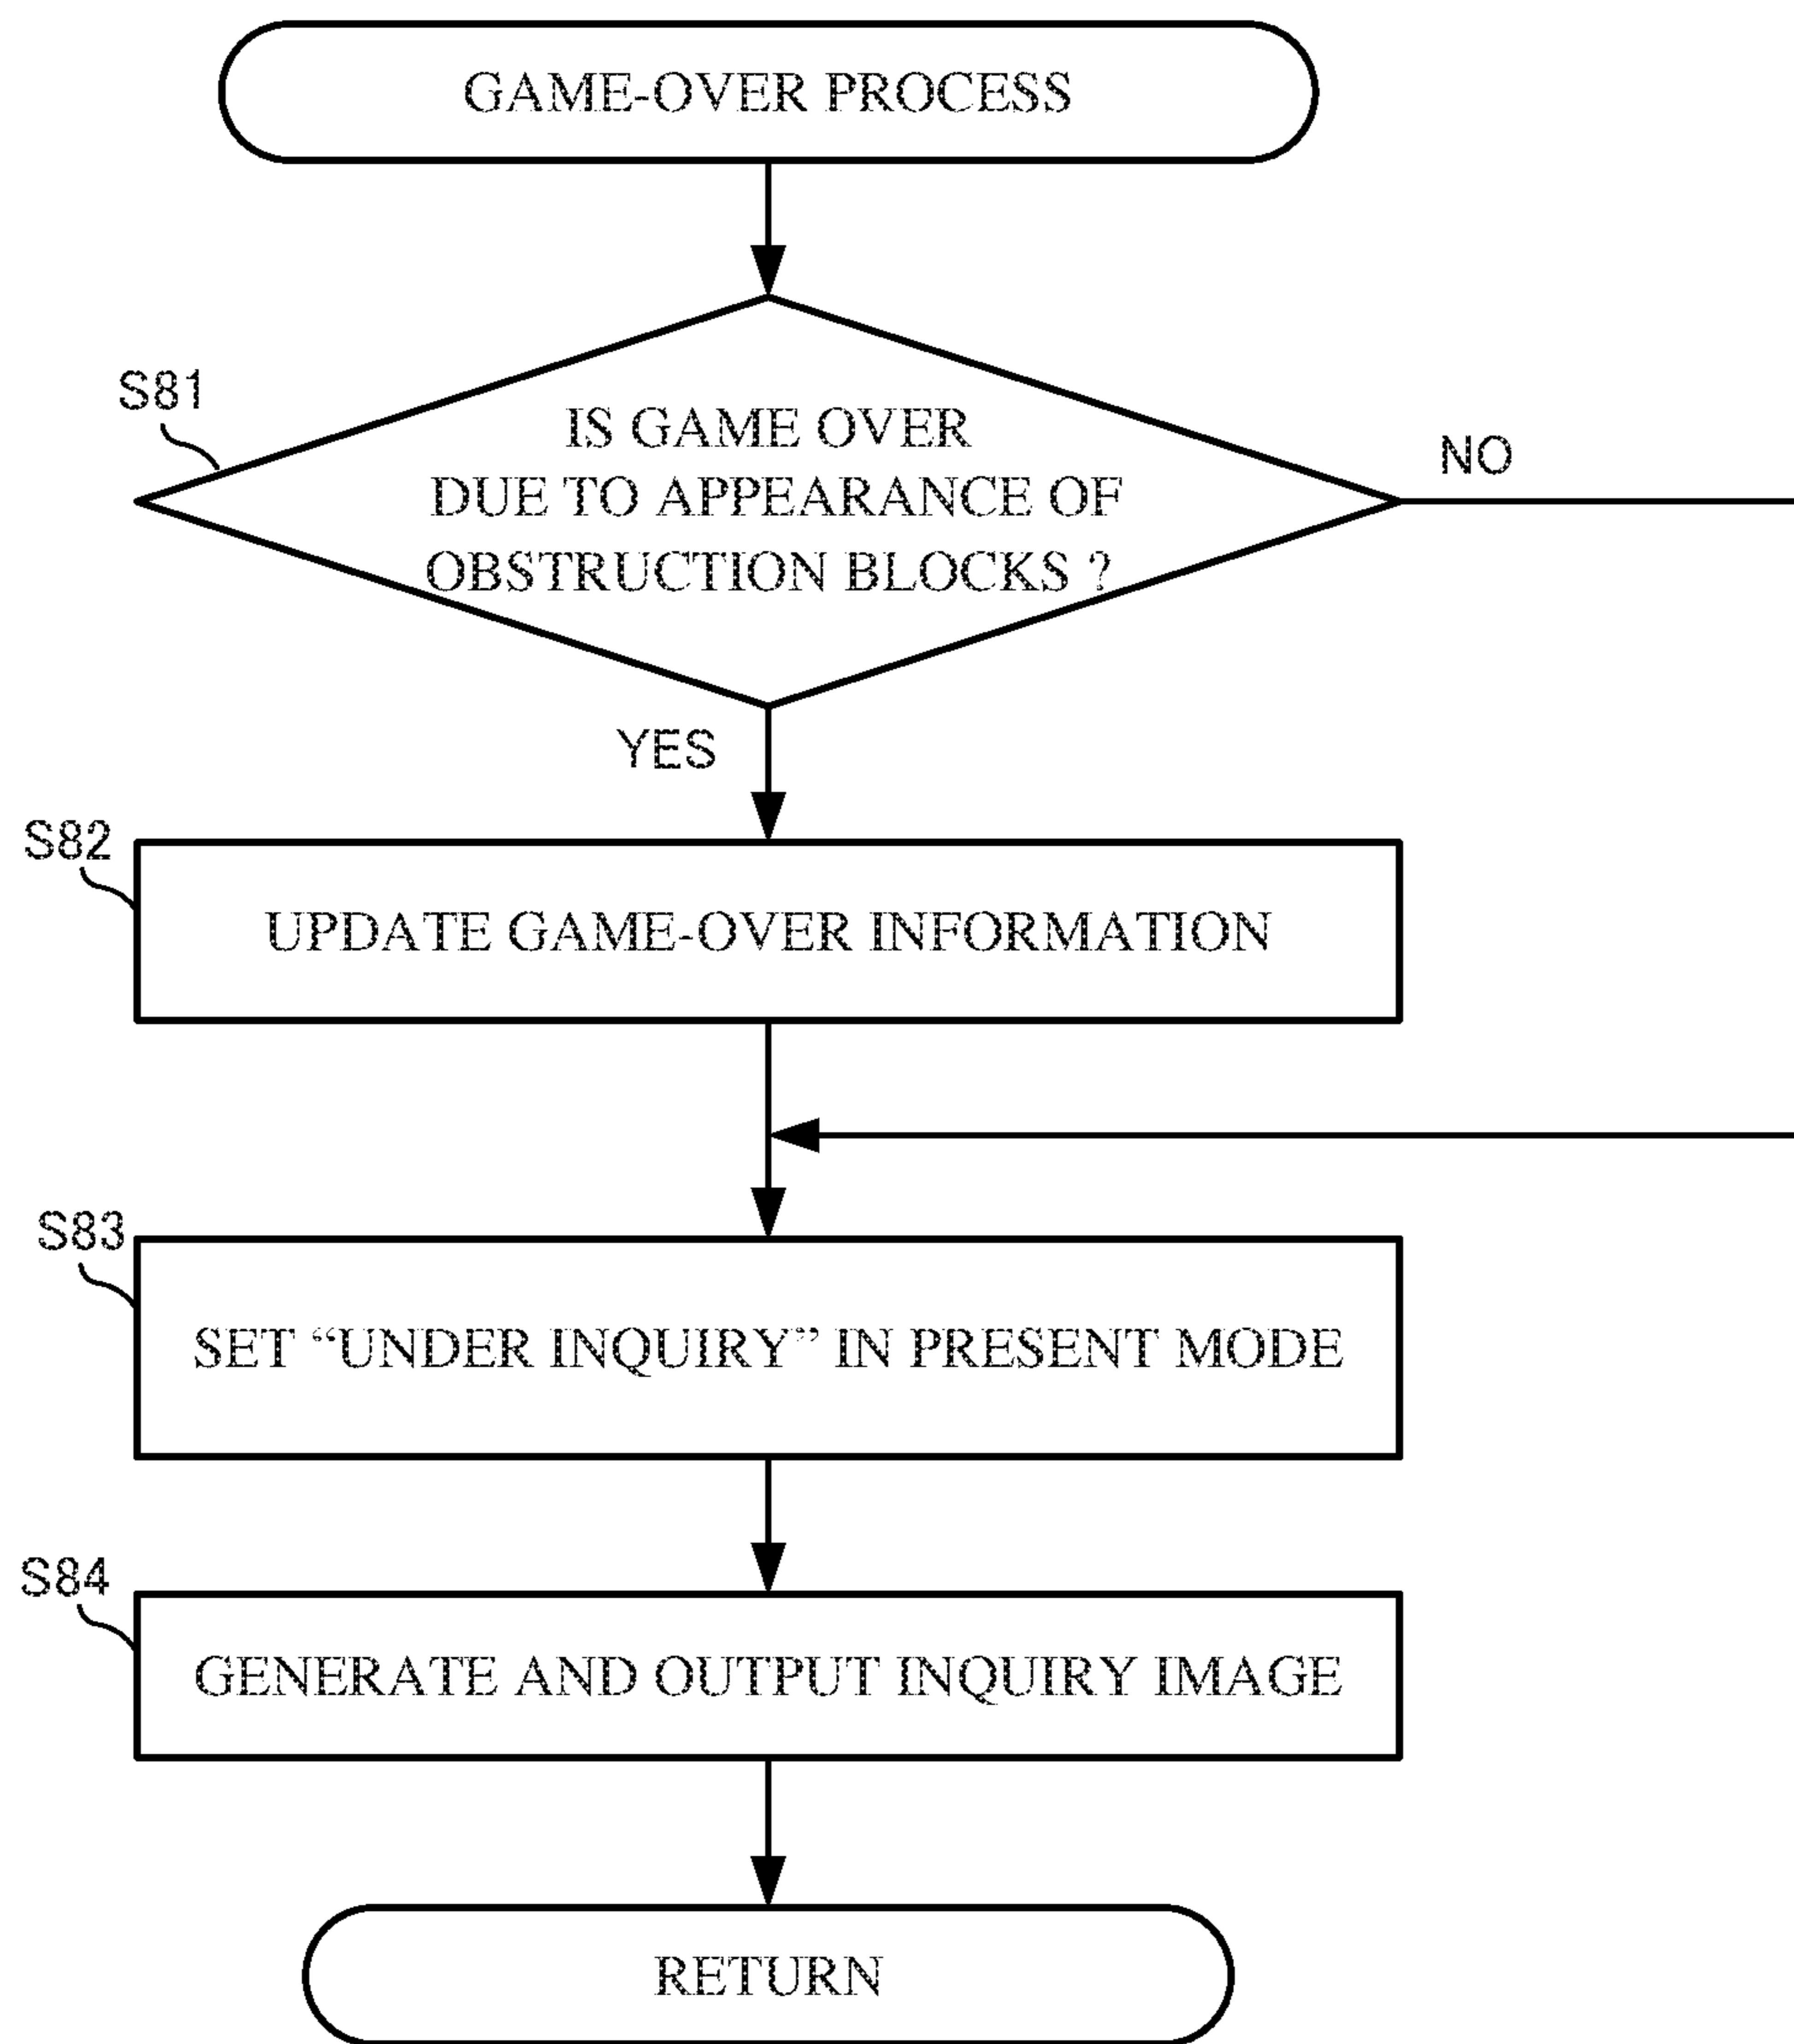 GAME-OVER PROCESS
S81
IS GAME OVER
DUE TO APPEARANCE OF
OBSTRUCTION BLOCKS ?
NO
YES
S82
UPDATE GAME-OVER INFORMATION
S83
SET “UNDER INQUIRY” IN PRESENT MODE
S84
GENERATE AND OUTPUT INQUIRY IMAGE
RETURN